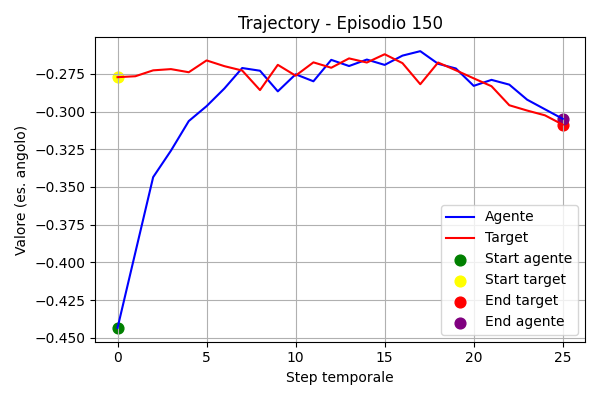 Trajectory - Episodio 150
Valore (es. angolo)
−0.275
−0.300
−0.325
−0.350
−0.375
−0.400
−0.425
−0.450
Agente
Target
Start agente
Start target
End target
End agente
0
5
10
15
20
25
Step temporale